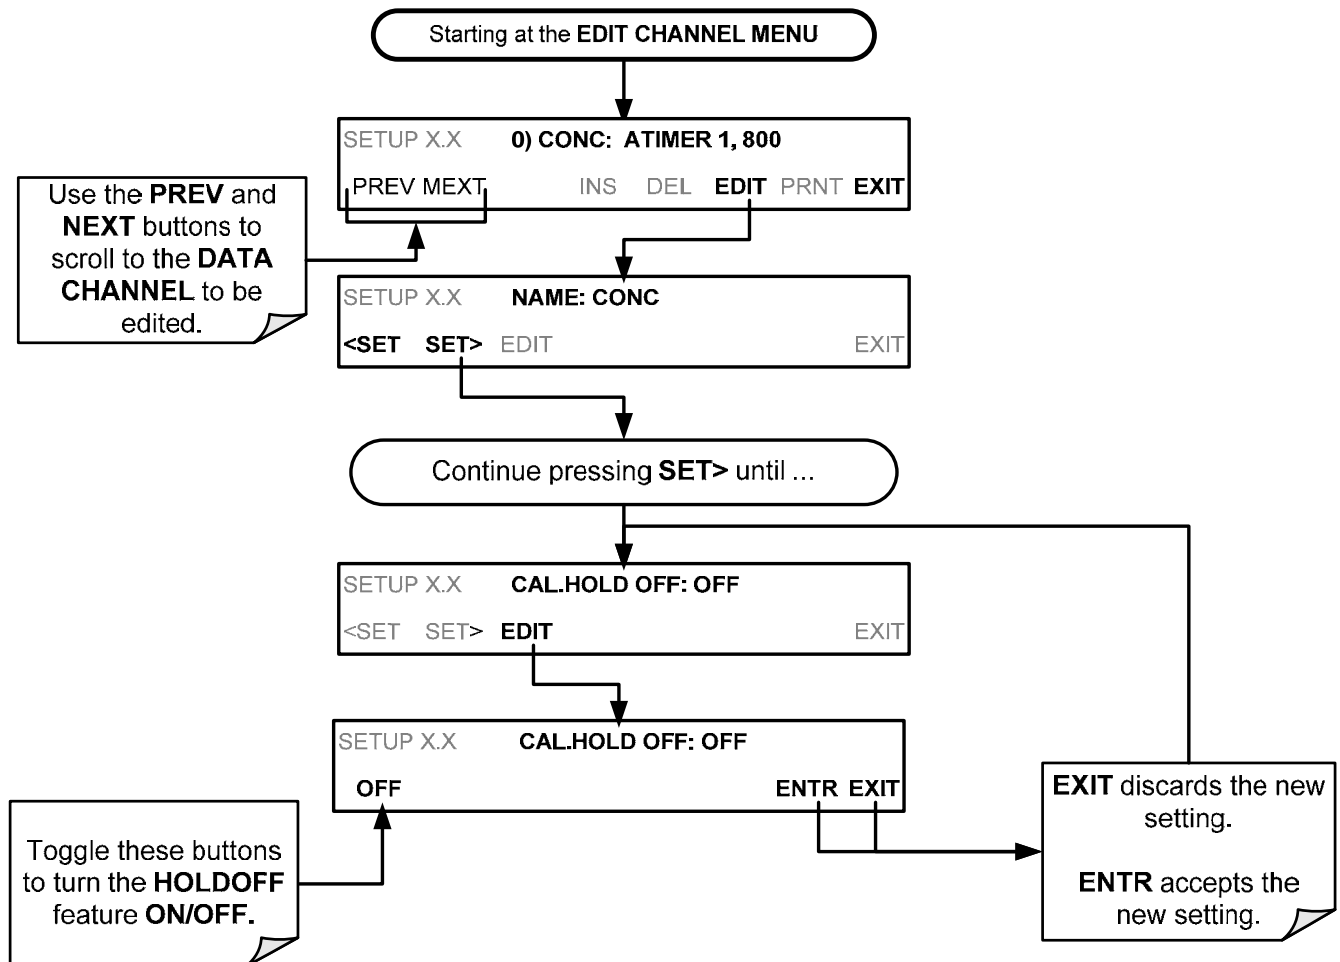 Starting at the EDIT CHANNEL MENU
SETUP X.X 0) CONC: ATIMER 1, 800
PREV MEXT INS DEL EDIT PRNT EXIT
Use the PREV and
NEXT buttons to
scroll to the DATA
CHANNEL to be
edited.
SETUP X.X NAME: CONC
<SET SET> EDIT EXIT
Continue pressing SET> until ...
SETUP X.X CAL.HOLD OFF: OFF
<SET SET> EDIT EXIT
SETUP X.X CAL.HOLD OFF: OFF
OFF ENTR EXIT
Toggle these buttons
to turn the HOLDOFF
feature ON/OFF.
EXIT discards the new
setting.
ENTR accepts the
new setting.